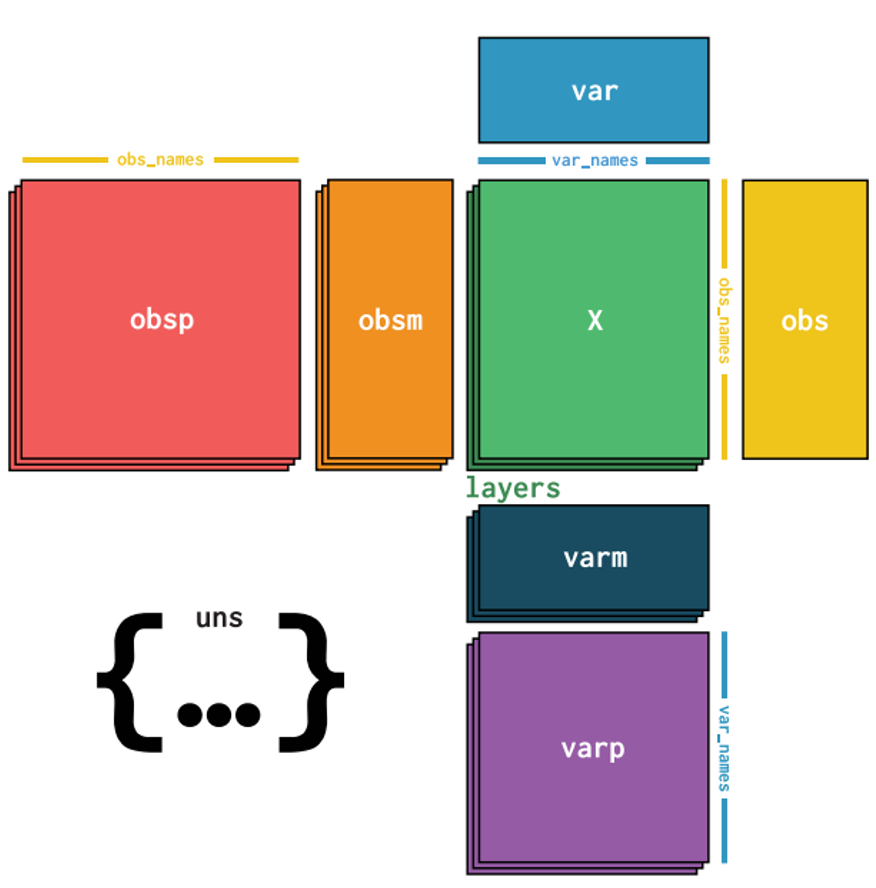 var
obs_names
var_names
obsp
obsm
X
obs_names
obs
layers
varm
uns
{...}
varp
var_names